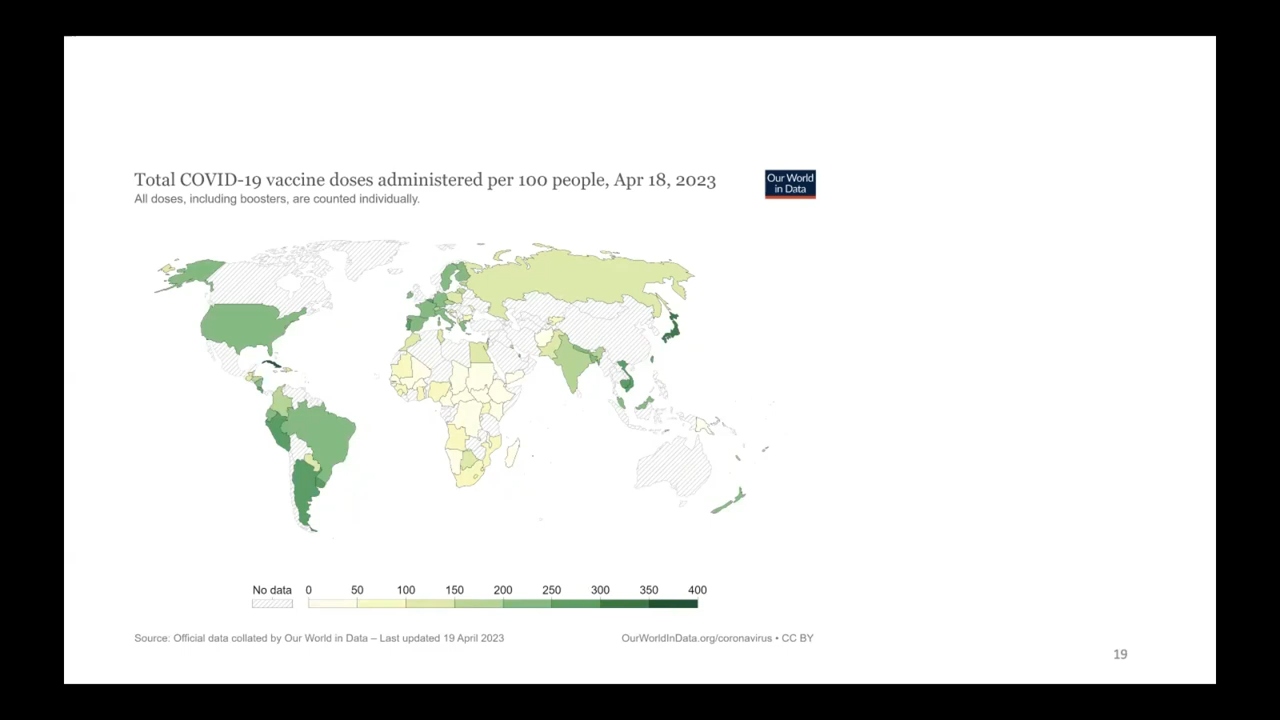 Total COVID-19 vaccine doses administered per 100 people, Apr 18, 2023
All doses, including boosters, are counted individually.
Our World
in Data
No data 0 50 100 150 200 250 300 350 400
Source: Official data collated by Our World in Data – Last updated 19 April 2023
OurWorldInData.org/coronavirus • CC BY
19